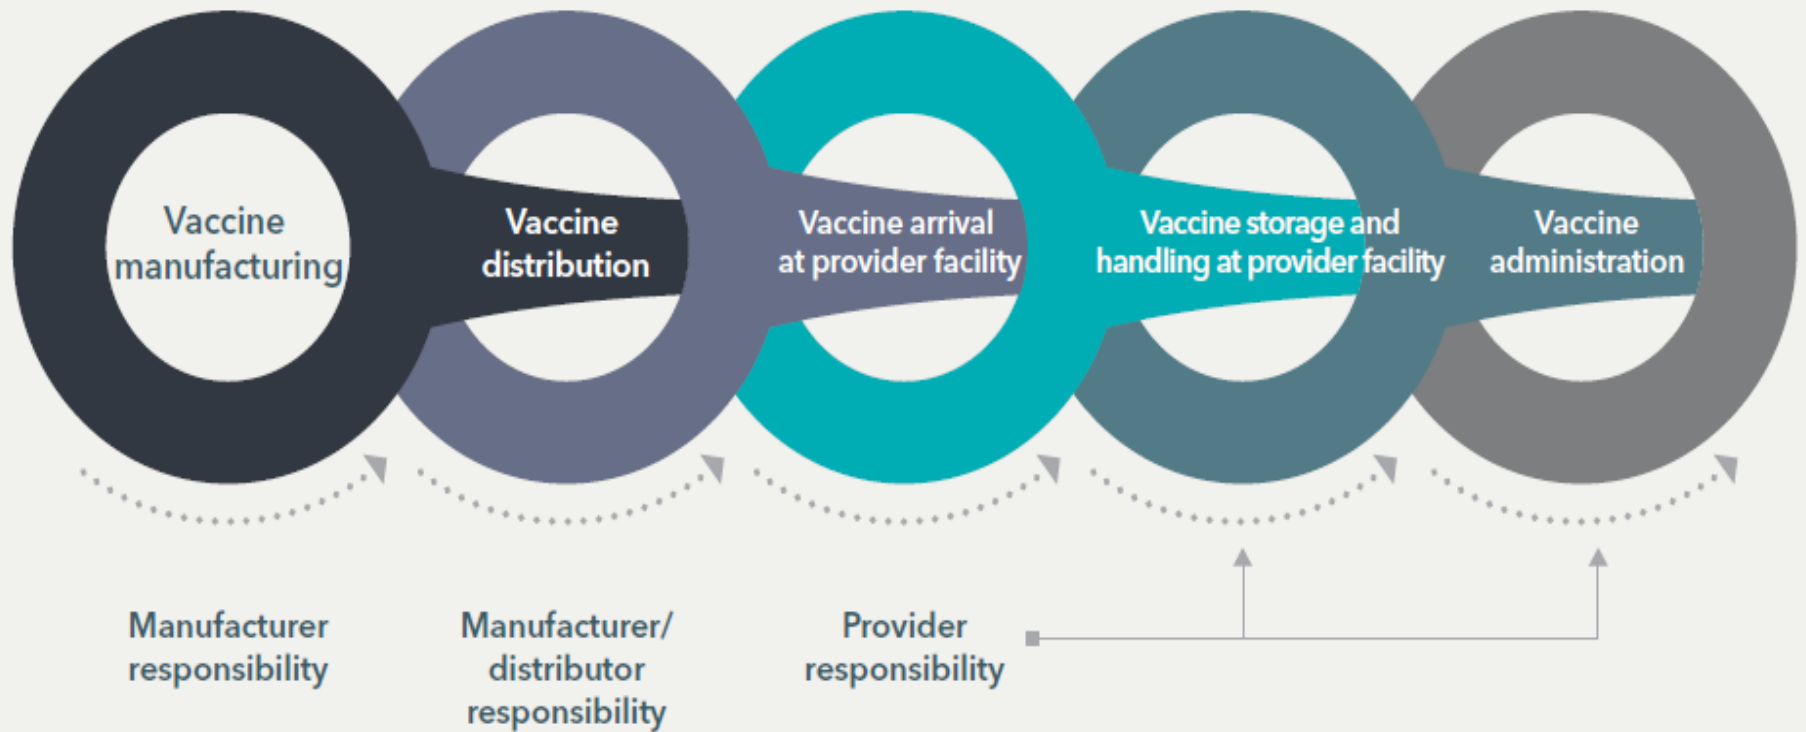 Vaccine
manufacturing
Vaccine
distribution
Vaccine arrival
at provider facility
Vaccine storage and
handling at provider facility
Vaccine
administration
Manufacturer
responsibility
Manufacturer/
distributor
responsibility
Provider
responsibility